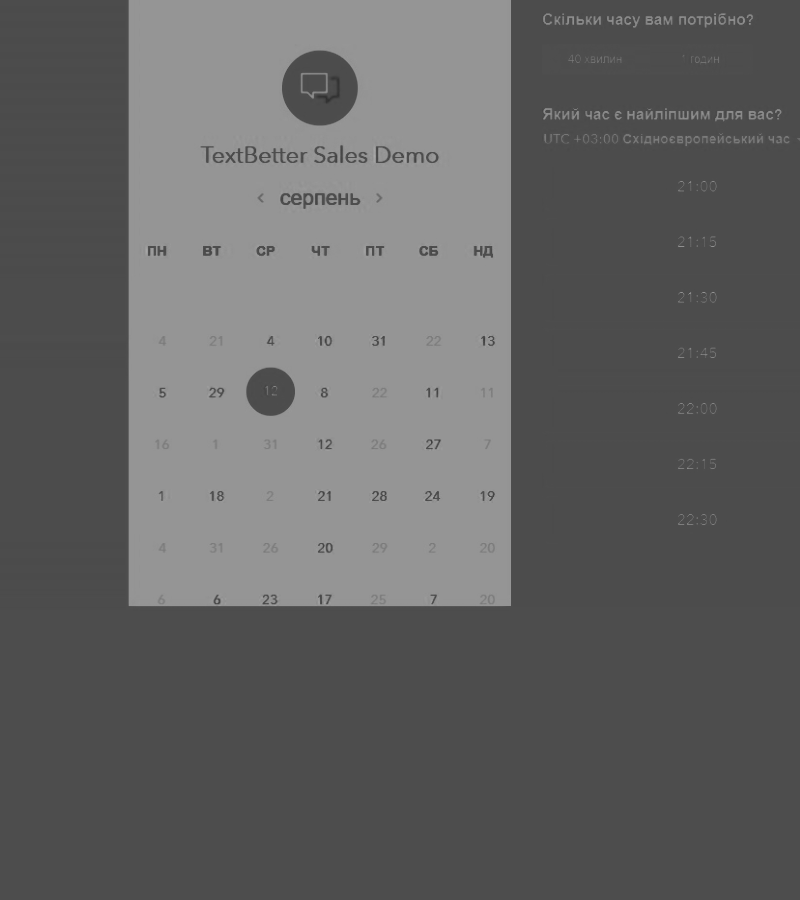 TextBetter Sales Demo
‹ серпень ›
ПН ВТ СР ЧТ ПТ СБ НД
4 21 4 10 31 22 13
5 29 12 8 22 11 11
16 1 31 12 26 27 7
1 18 2 21 28 24 19
4 31 26 20 29 2 20
6 6 23 17 25 7 20
Скільки часу вам потрібно?
40 хвилин 1 годин
Який час є найліпшим для вас?
UTC +03:00 Східноєвропейський час
21:00
21:15
21:30
21:45
22:00
22:15
22:30